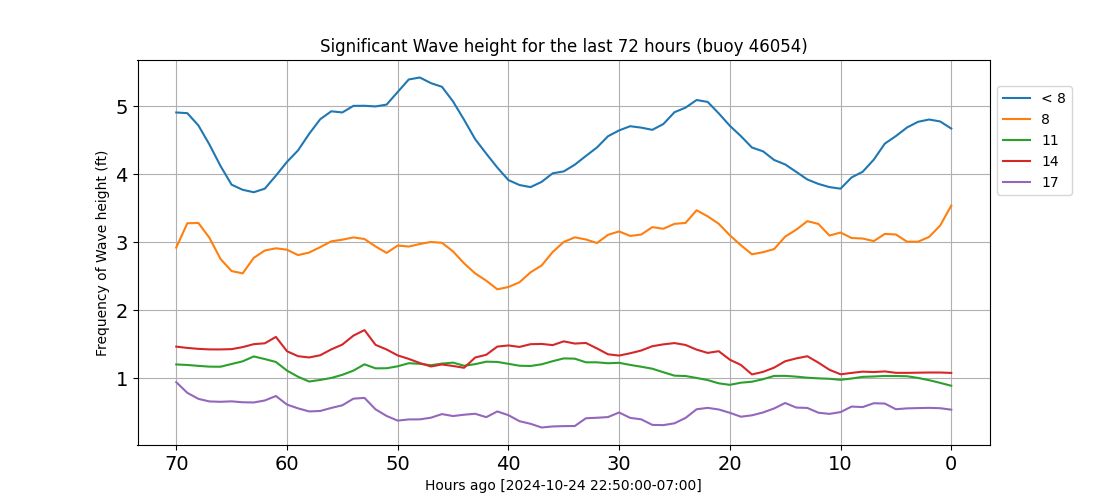 Significant Wave height for the last 72 hours (buoy 46054)
Frequency of Wave height (ft)
5
4
3
2
1
70 60 50 40 30 20 10 0
Hours ago [2024-10-24 22:50:00-07:00]
< 8
8
11
14
17